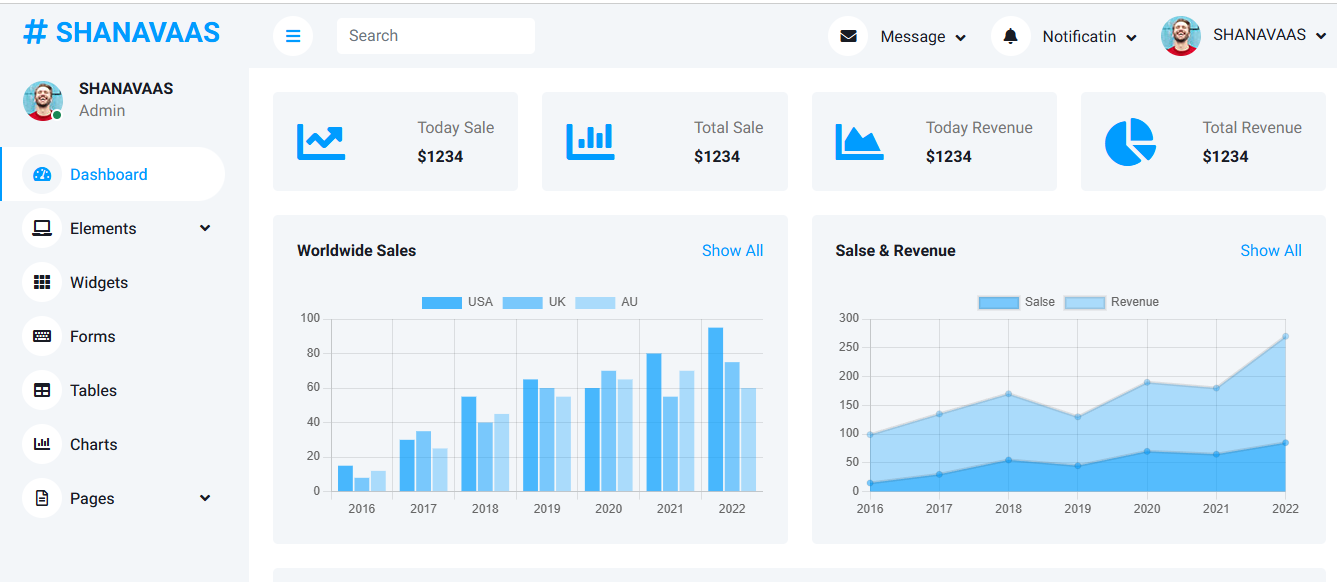 # SHANAVAAS
Search
Message
Notificatin
SHANAVAAS
SHANAVAAS
Admin
Dashboard
Elements
Widgets
Forms
Tables
Charts
Pages
Today Sale
$1234
Total Sale
$1234
Today Revenue
$1234
Total Revenue
$1234
Worldwide Sales
Show All
USA UK AU
100
80
60
40
20
0
2016 2017 2018 2019 2020 2021 2022
Salse & Revenue
Show All
Salse Revenue
300
250
200
150
100
50
0
2016 2017 2018 2019 2020 2021 2022